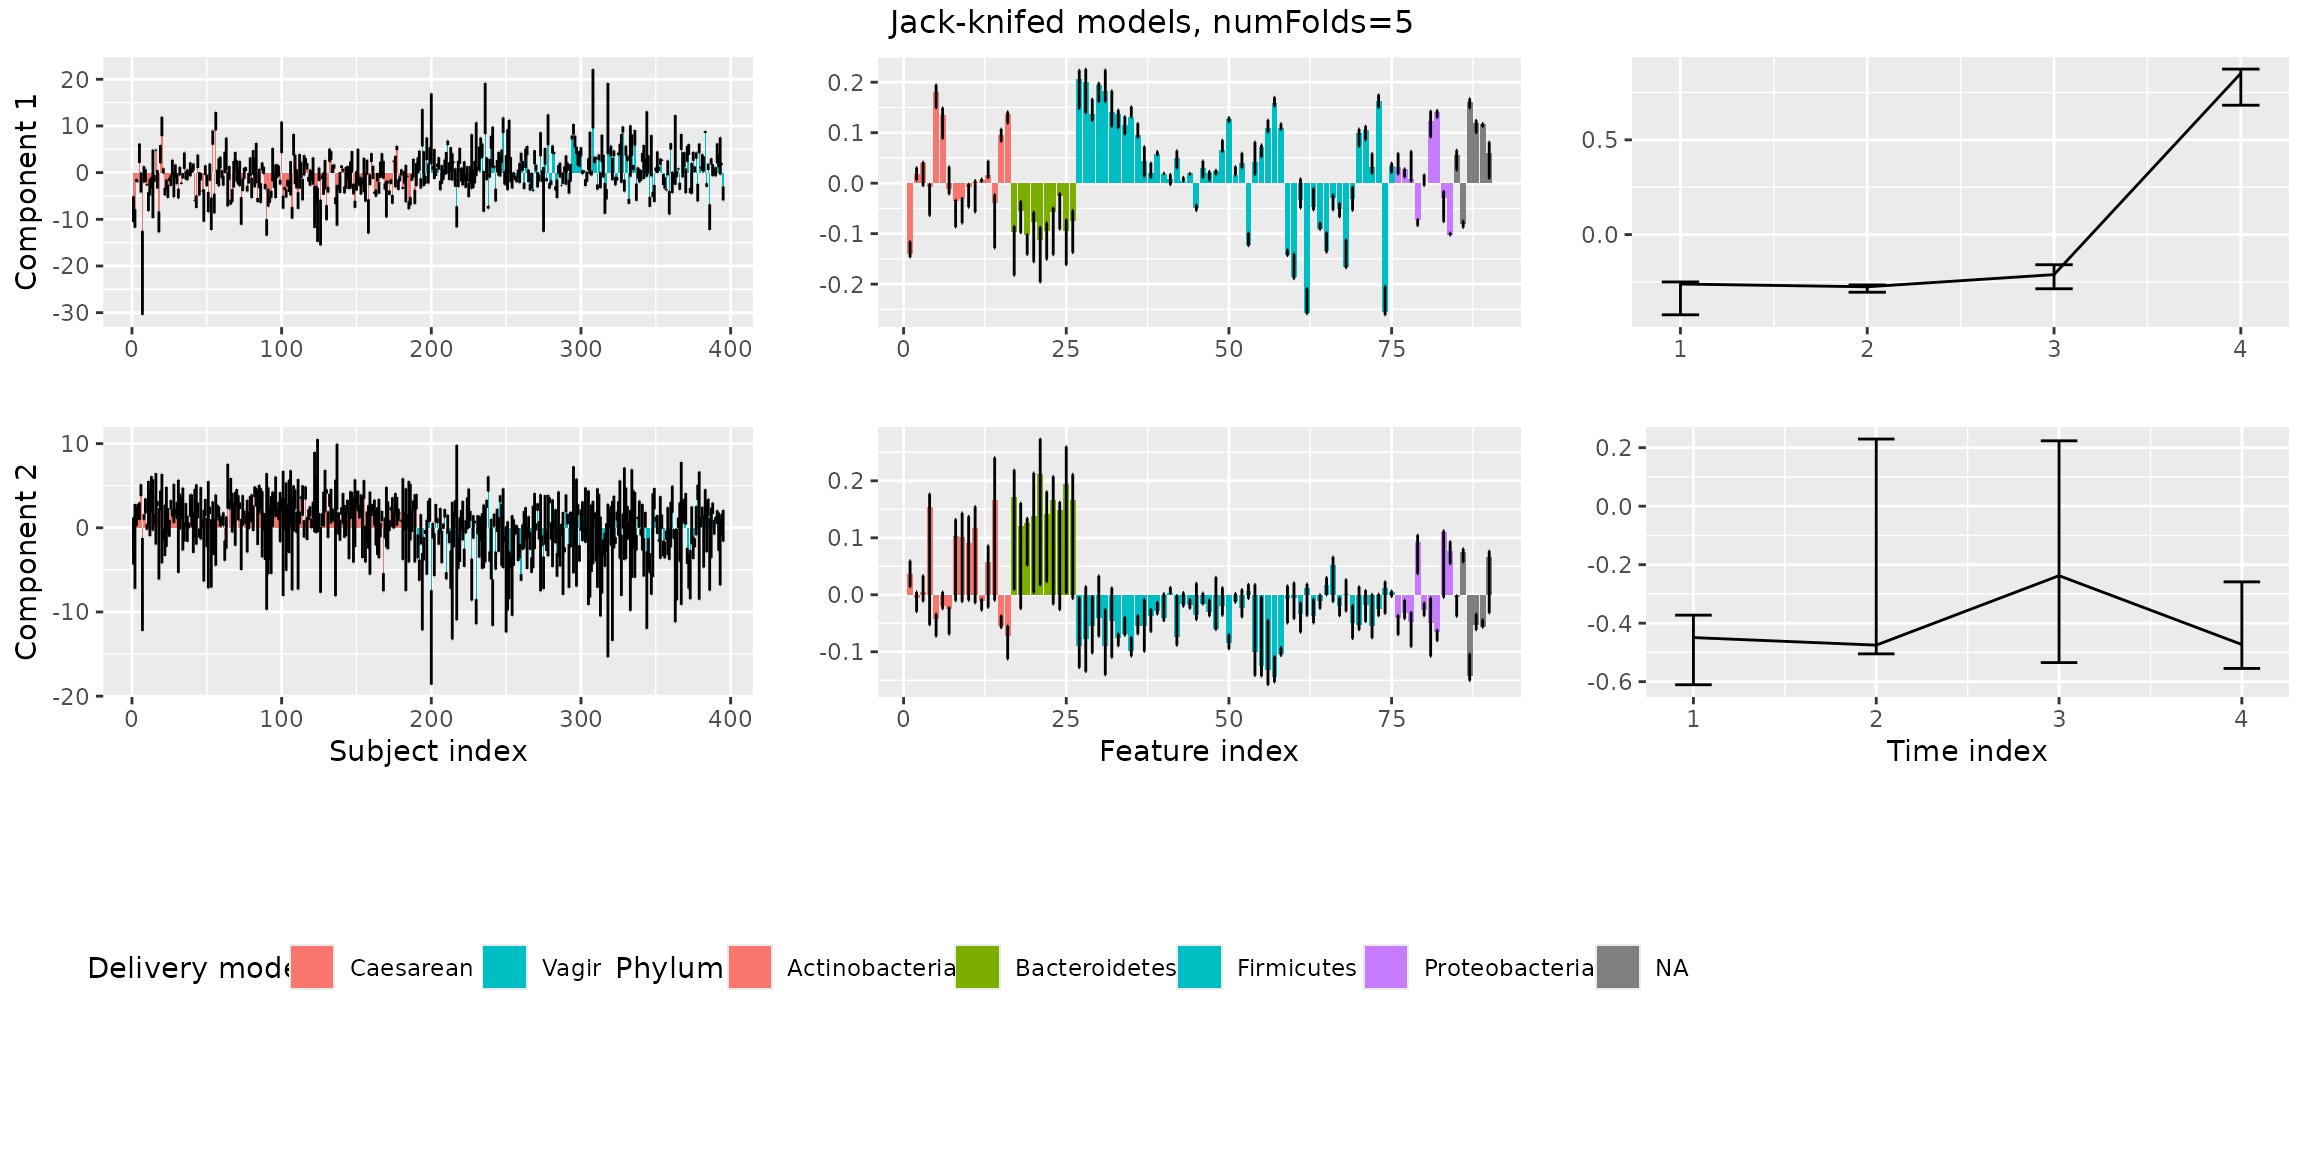 Jack-knifed models, numFolds=5
Component 1
20
10
0
-10
-20
-30
0 100 200 300 400
0.2
0.1
0.0
-0.1
-0.2
0 25 50 75
0.5
0.0
1 2 3 4
Component 2
10
0
-10
-20
0 100 200 300 400
Subject index
0.2
0.1
0.0
-0.1
0 25 50 75
Feature index
0.2
0.0
-0.2
-0.4
-0.6
1 2 3 4
Time index
Delivery mode Caesarean Vagir Phylum Actinobacteria Bacteroidetes Firmicutes Proteobacteria NA